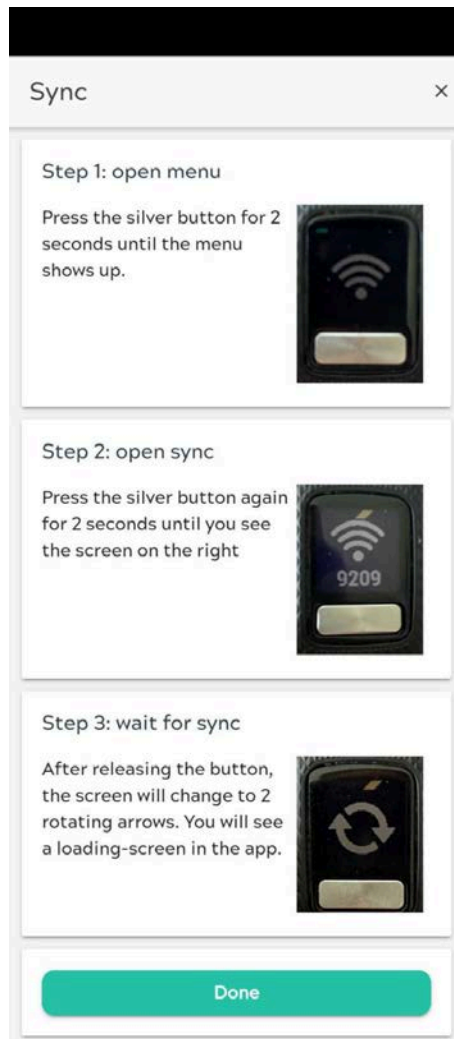 Sync
×
Step 1: open menu
Press the silver button for 2
seconds until the menu
shows up.
Step 2: open sync
Press the silver button again
for 2 seconds until you see
the screen on the right
9209
Step 3: wait for sync
After releasing the button,
the screen will change to 2
rotating arrows. You will see
a loading-screen in the app.
Done